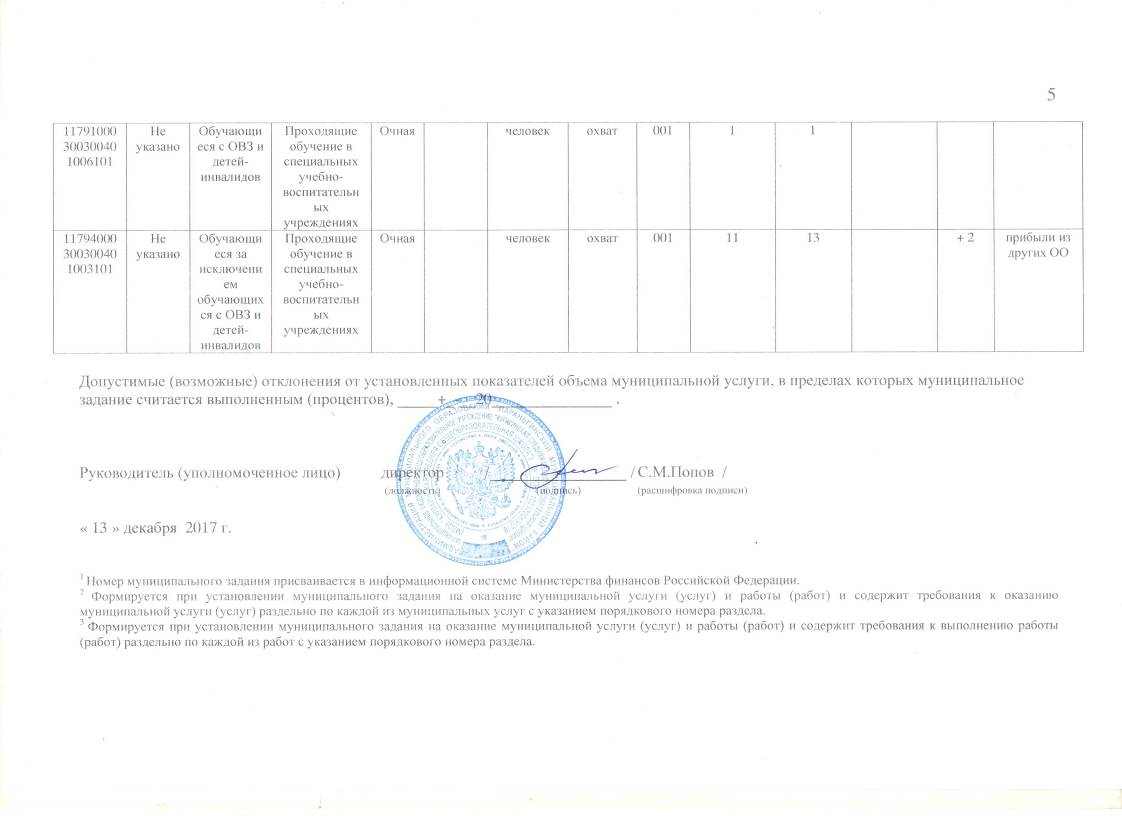 5
11791000 Не Обучающи Проходящие Очная человек охват 001 1 1
30030040 указано еся с ОВЗ и обучение в
1006101 детей- специальных
инвалидов учебно-
воспитательн
ых
учреждениях
11794000 Не Обучающи Проходящие Очная человек охват 001 11 13 + 2 прибыли из
30030040 указано еся за обучение в других ОО
1003101 исключени специальных
ем учебно-
обучающих воспитательн
ся с ОВЗ и ых
детей- учреждениях
инвалидов
Допустимые (возможные) отклонения от установленных показателей объема муниципальной услуги, в пределах которых муниципальное
задание считается выполненным (процентов), _____+___20______________ .
Руководитель (уполномоченное лицо) директор / / С.М.Попов /
(должность) (подпись) (расшифровка подписи)
« 13 » декабря 2017 г.
1 Номер муниципального задания присваивается в информационной системе Министерства финансов Российской Федерации.
2 Формируется при установлении муниципального задания на оказание муниципальной услуги (услуг) и работы (работ) и содержит требования к оказанию
муниципальной услуги (услуг) раздельно по каждой из муниципальных услуг с указанием порядкового номера раздела.
3 Формируется при установлении муниципального задания на оказание муниципальной услуги (услуг) и работы (работ) и содержит требования к выполнению работы
(работ) раздельно по каждой из работ с указанием порядкового номера раздела.